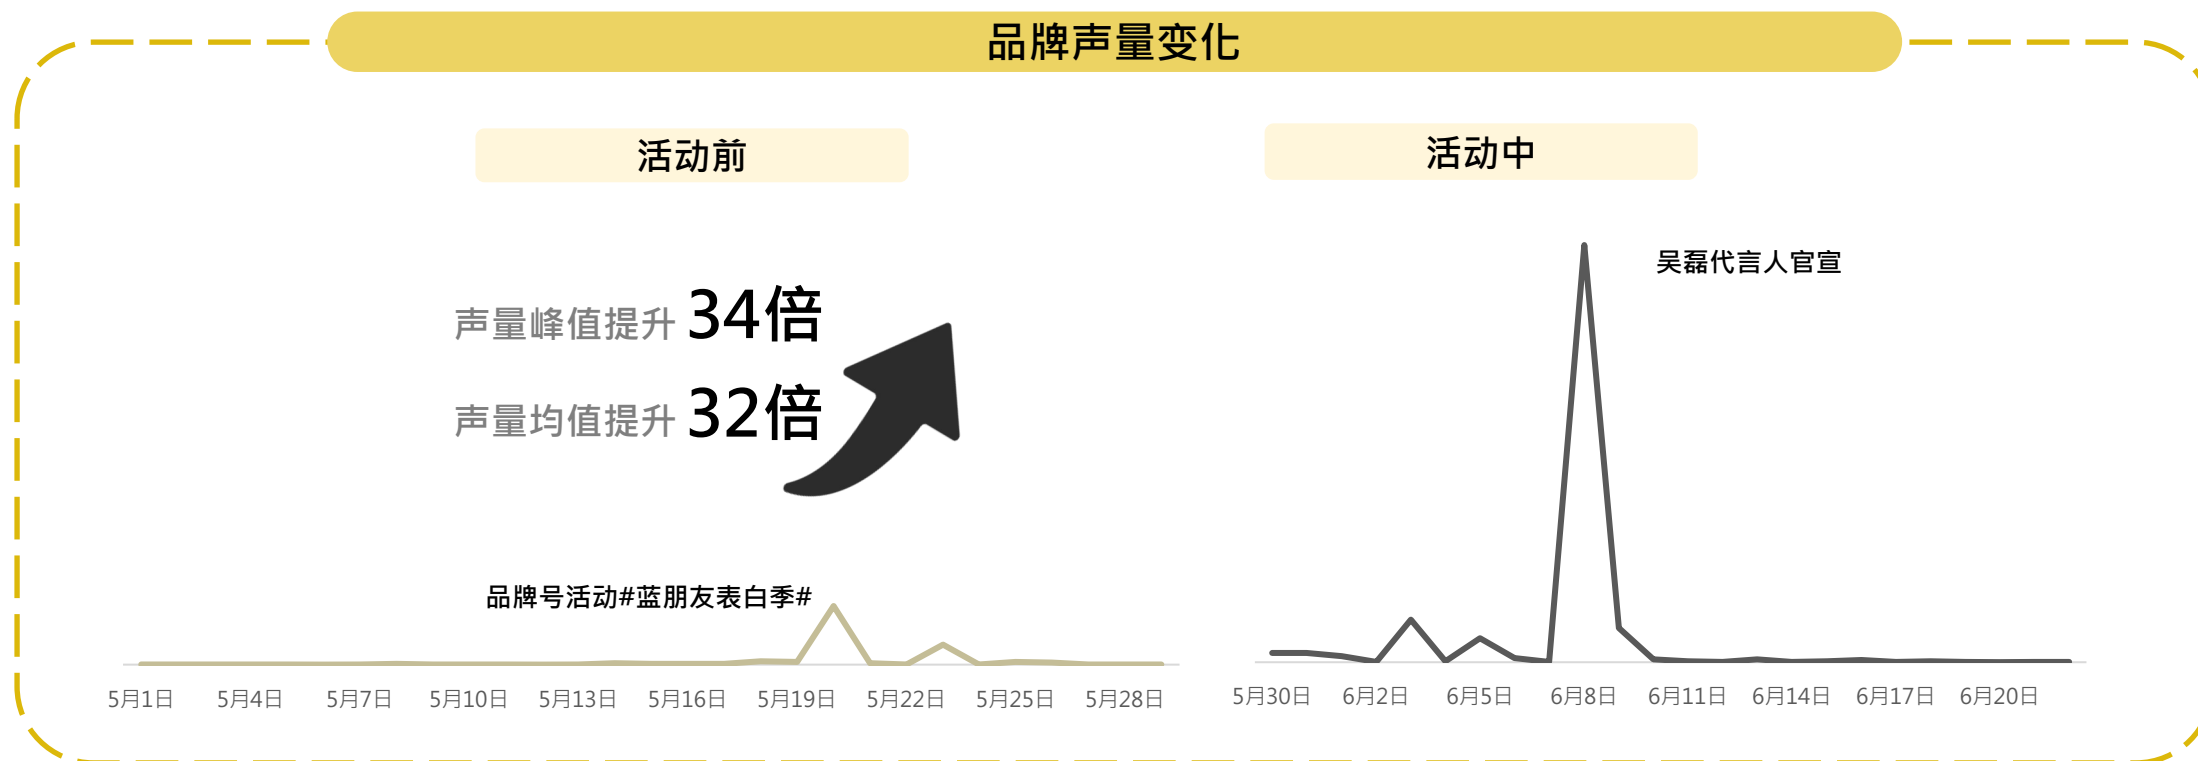 品牌声量变化
活动前
声量峰值提升 34倍
声量均值提升 32倍
品牌号活动#蓝朋友表白季#
5月1日 5月4日 5月7日 5月10日 5月13日 5月16日 5月19日 5月22日 5月25日 5月28日
活动中
吴磊代言人官宣
5月30日 6月2日 6月5日 6月8日 6月11日 6月14日 6月17日 6月20日